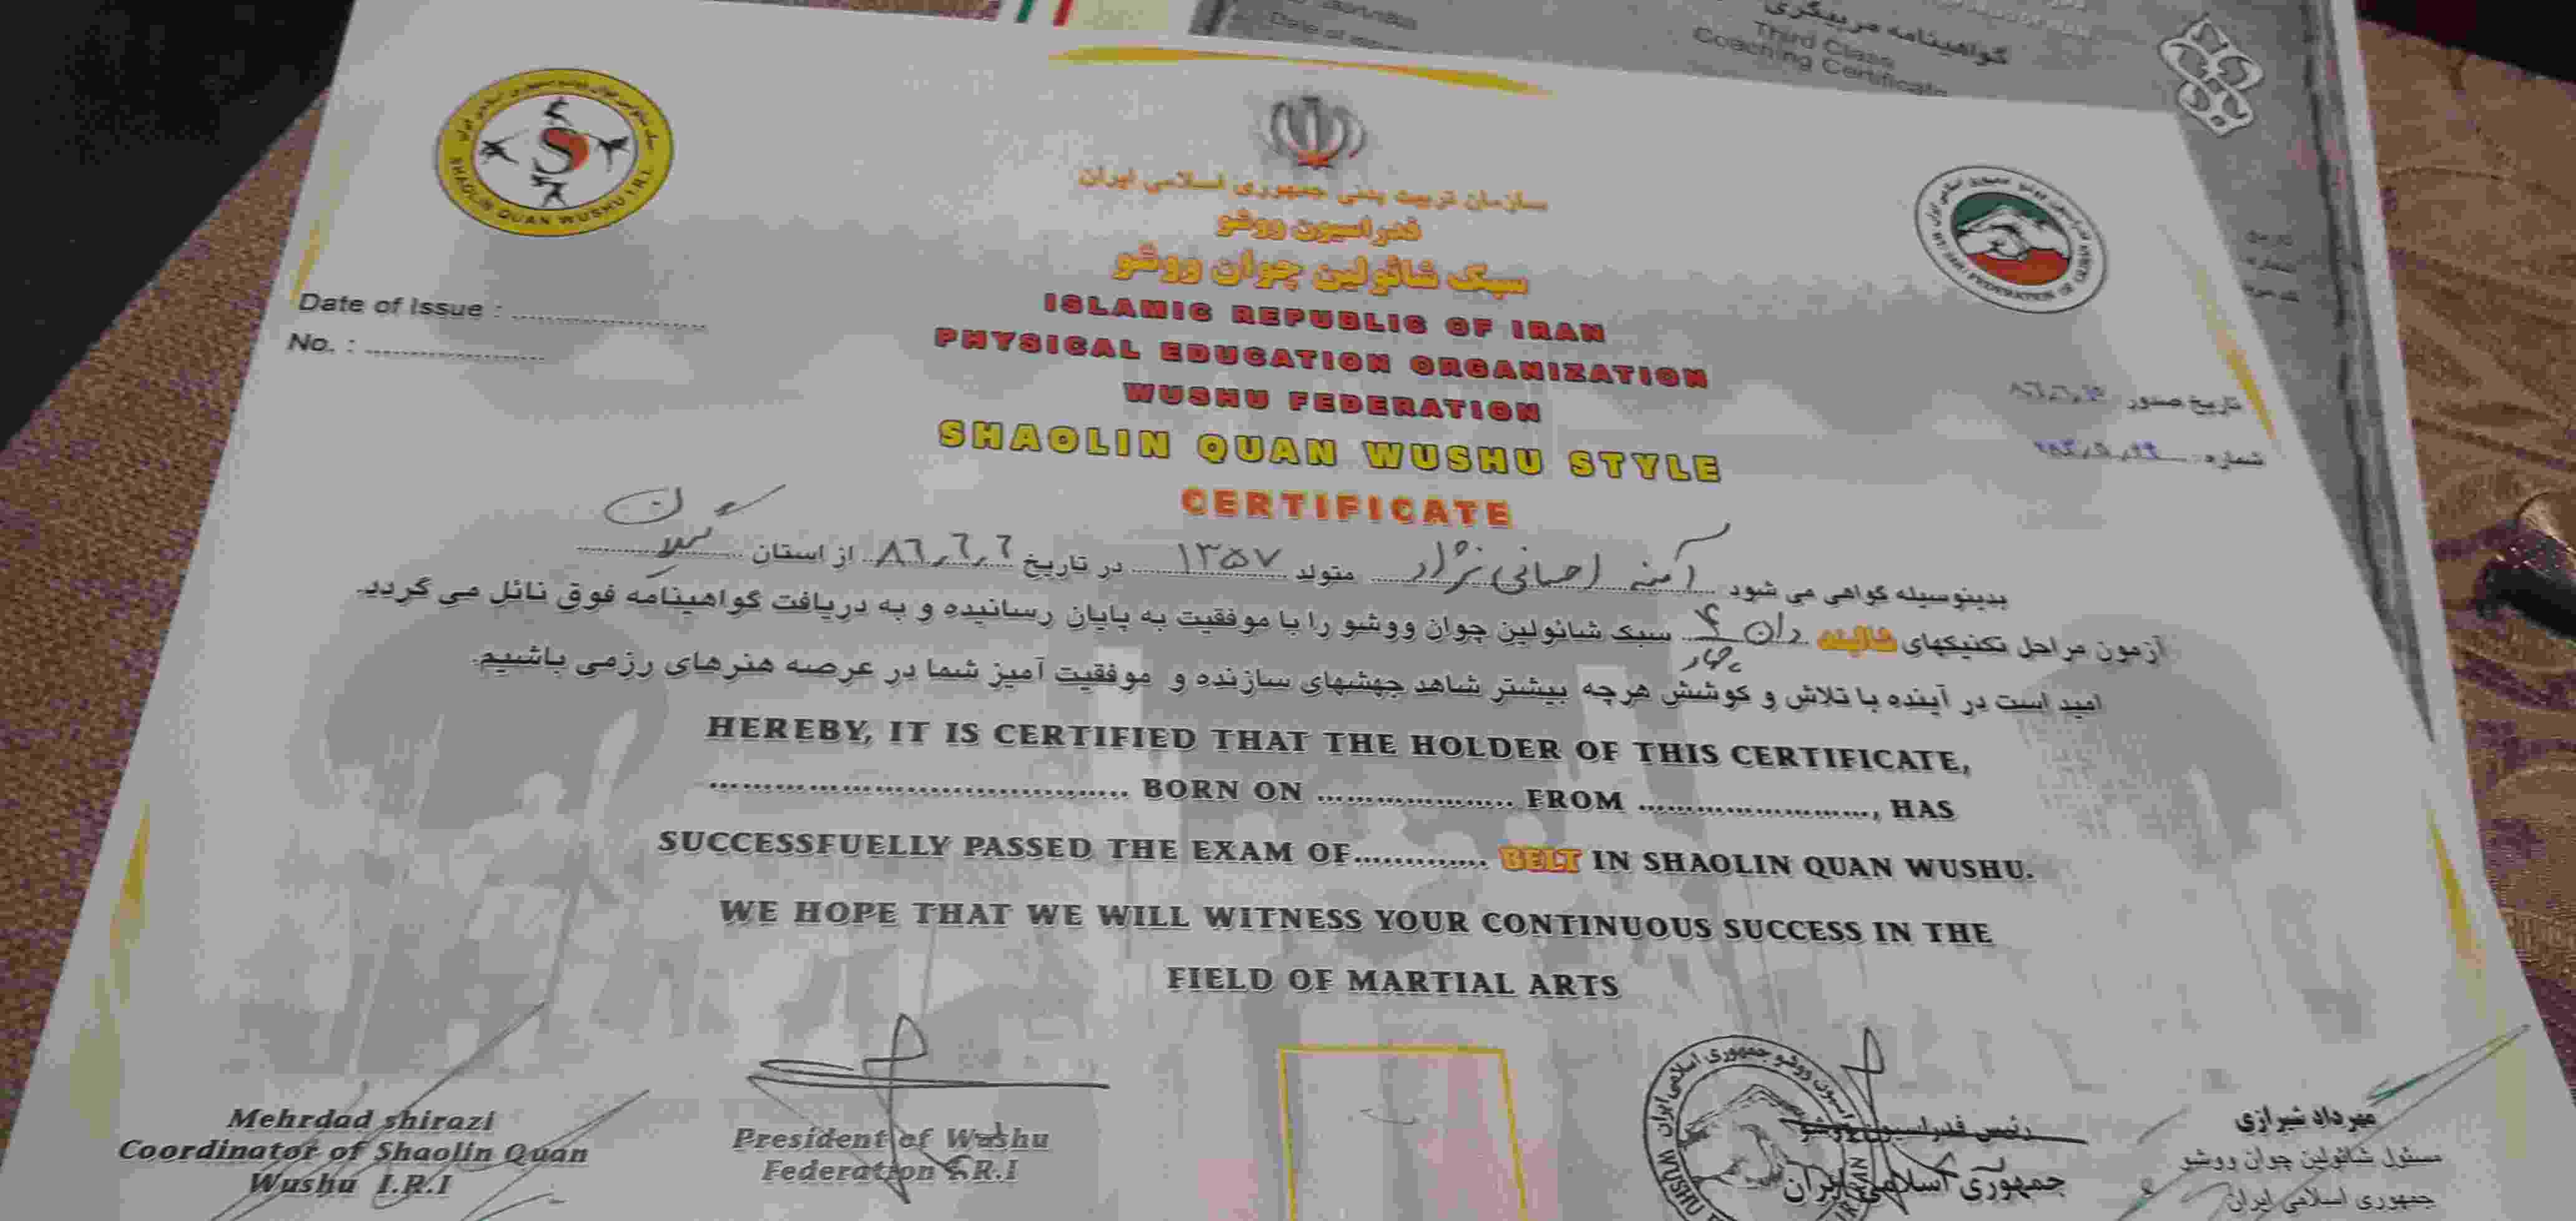 گواهینامه مربیگری
Third Class
Coaching Certificate
Date of issue
SHAOLIN QUAN WUSHU I.R.I.
سازمان تربیت بدنی جمهوری اسلامی ایران
فدراسیون ووشو
سبک شائولین چوان ووشو
ISLAMIC REPUBLIC OF IRAN
PHYSICAL EDUCATION ORGANIZATION
WUSHU FEDERATION
SHAOLIN QUAN WUSHU STYLE
CERTIFICATE
Date of Issue :
No. :
تاریخ صدور
شماره:
بدینوسیله گواهی می شود آمنه احسانی نژاد متولد ۱۳۵۷ در تاریخ ۸۶,۶,۶ از استان گیلان
آزمون مراحل تکنیکهای شالبند دان ۴ سبک شائولین چوان ووشو را با موفقیت به پایان رسانیده و به دریافت گواهینامه فوق نائل می گردد.
چهار
امید است در آینده با تلاش و کوشش هرچه بیشتر شاهد جهشهای سازنده و موفقیت آمیز شما در عرصه هنرهای رزمی باشیم.
HEREBY, IT IS CERTIFIED THAT THE HOLDER OF THIS CERTIFICATE,
BORN ON FROM , HAS
SUCCESSFUELLY PASSED THE EXAM OF BELT IN SHAOLIN QUAN WUSHU.
WE HOPE THAT WE WILL WITNESS YOUR CONTINUOUS SUCCESS IN THE
FIELD OF MARTIAL ARTS
Mehrdad shirazi
Coordinator of Shaolin Quan
Wushu I.R.I
President of Wushu
Federation I.R.I
رئیس فدراسیون ووشو
جمهوری اسلامی ایران
مهرداد شیرازی
مسئول شائولین چوان ووشو
جمهوری اسلامی ایران